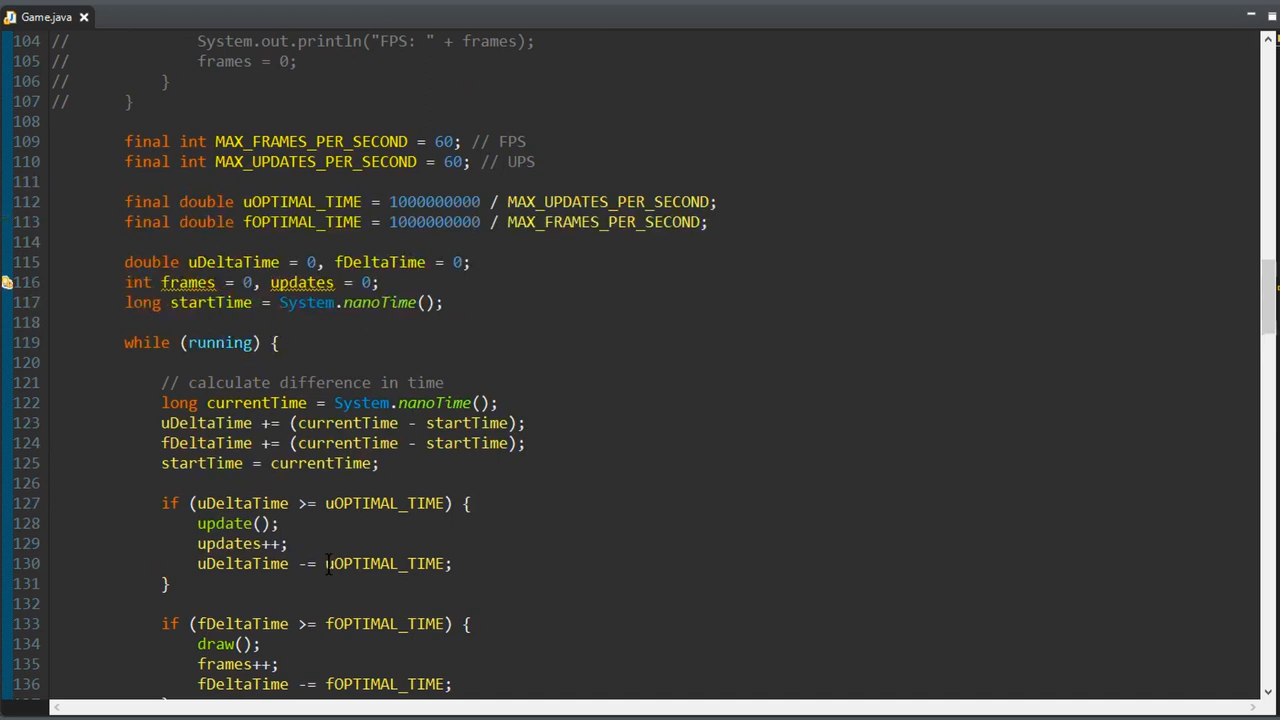 Game.java
104 // System.out.println("FPS: " + frames);
105 // frames = 0;
106 // }
107 // }
108
109 final int MAX_FRAMES_PER_SECOND = 60; // FPS
110 final int MAX_UPDATES_PER_SECOND = 60; // UPS
111
112 final double uOPTIMAL_TIME = 1000000000 / MAX_UPDATES_PER_SECOND;
113 final double fOPTIMAL_TIME = 1000000000 / MAX_FRAMES_PER_SECOND;
114
115 double uDeltaTime = 0, fDeltaTime = 0;
116 int frames = 0, updates = 0;
117 long startTime = System.nanoTime();
118
119 while (running) {
120
121 // calculate difference in time
122 long currentTime = System.nanoTime();
123 uDeltaTime += (currentTime - startTime);
124 fDeltaTime += (currentTime - startTime);
125 startTime = currentTime;
126
127 if (uDeltaTime >= uOPTIMAL_TIME) {
128 update();
129 updates++;
130 uDeltaTime -= uOPTIMAL_TIME;
131 }
132
133 if (fDeltaTime >= fOPTIMAL_TIME) {
134 draw();
135 frames++;
136 fDeltaTime -= fOPTIMAL_TIME;